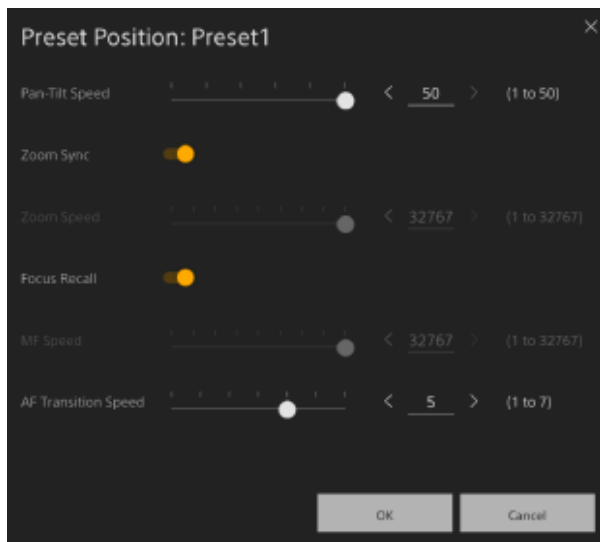 Preset Position: Preset1
Pan-Tilt Speed 50 (1 to 50)
Zoom Sync
Zoom Speed 32767 (1 to 32767)
Focus Recall
MF Speed 32767 (1 to 32767)
AF Transition Speed 5 (1 to 7)
OK Cancel